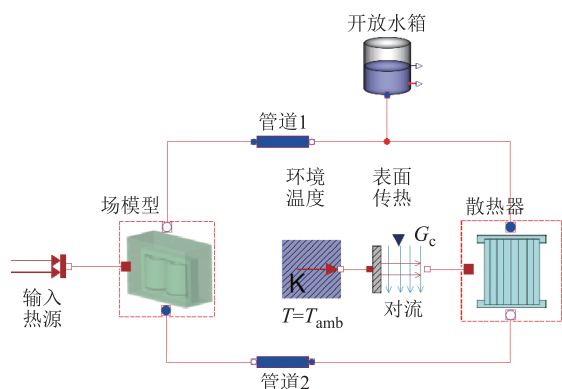 开放水箱
管道1
环境
温度
表面
传热
场模型
散热器
G_c
K
输入
热源
T=T_amb
对流
管道2